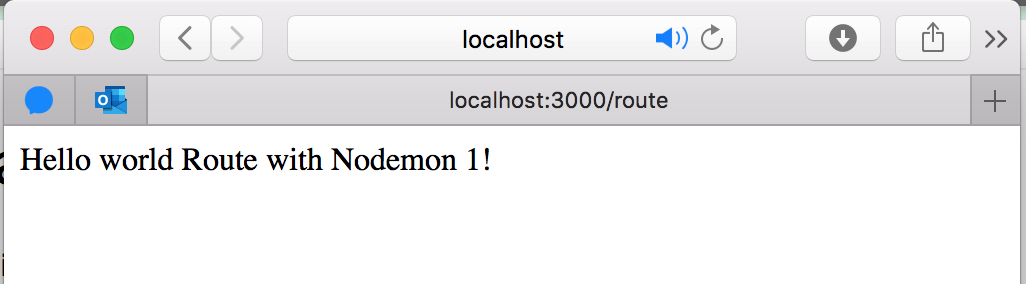 localhost
localhost:3000/route
Hello world Route with Nodemon 1!